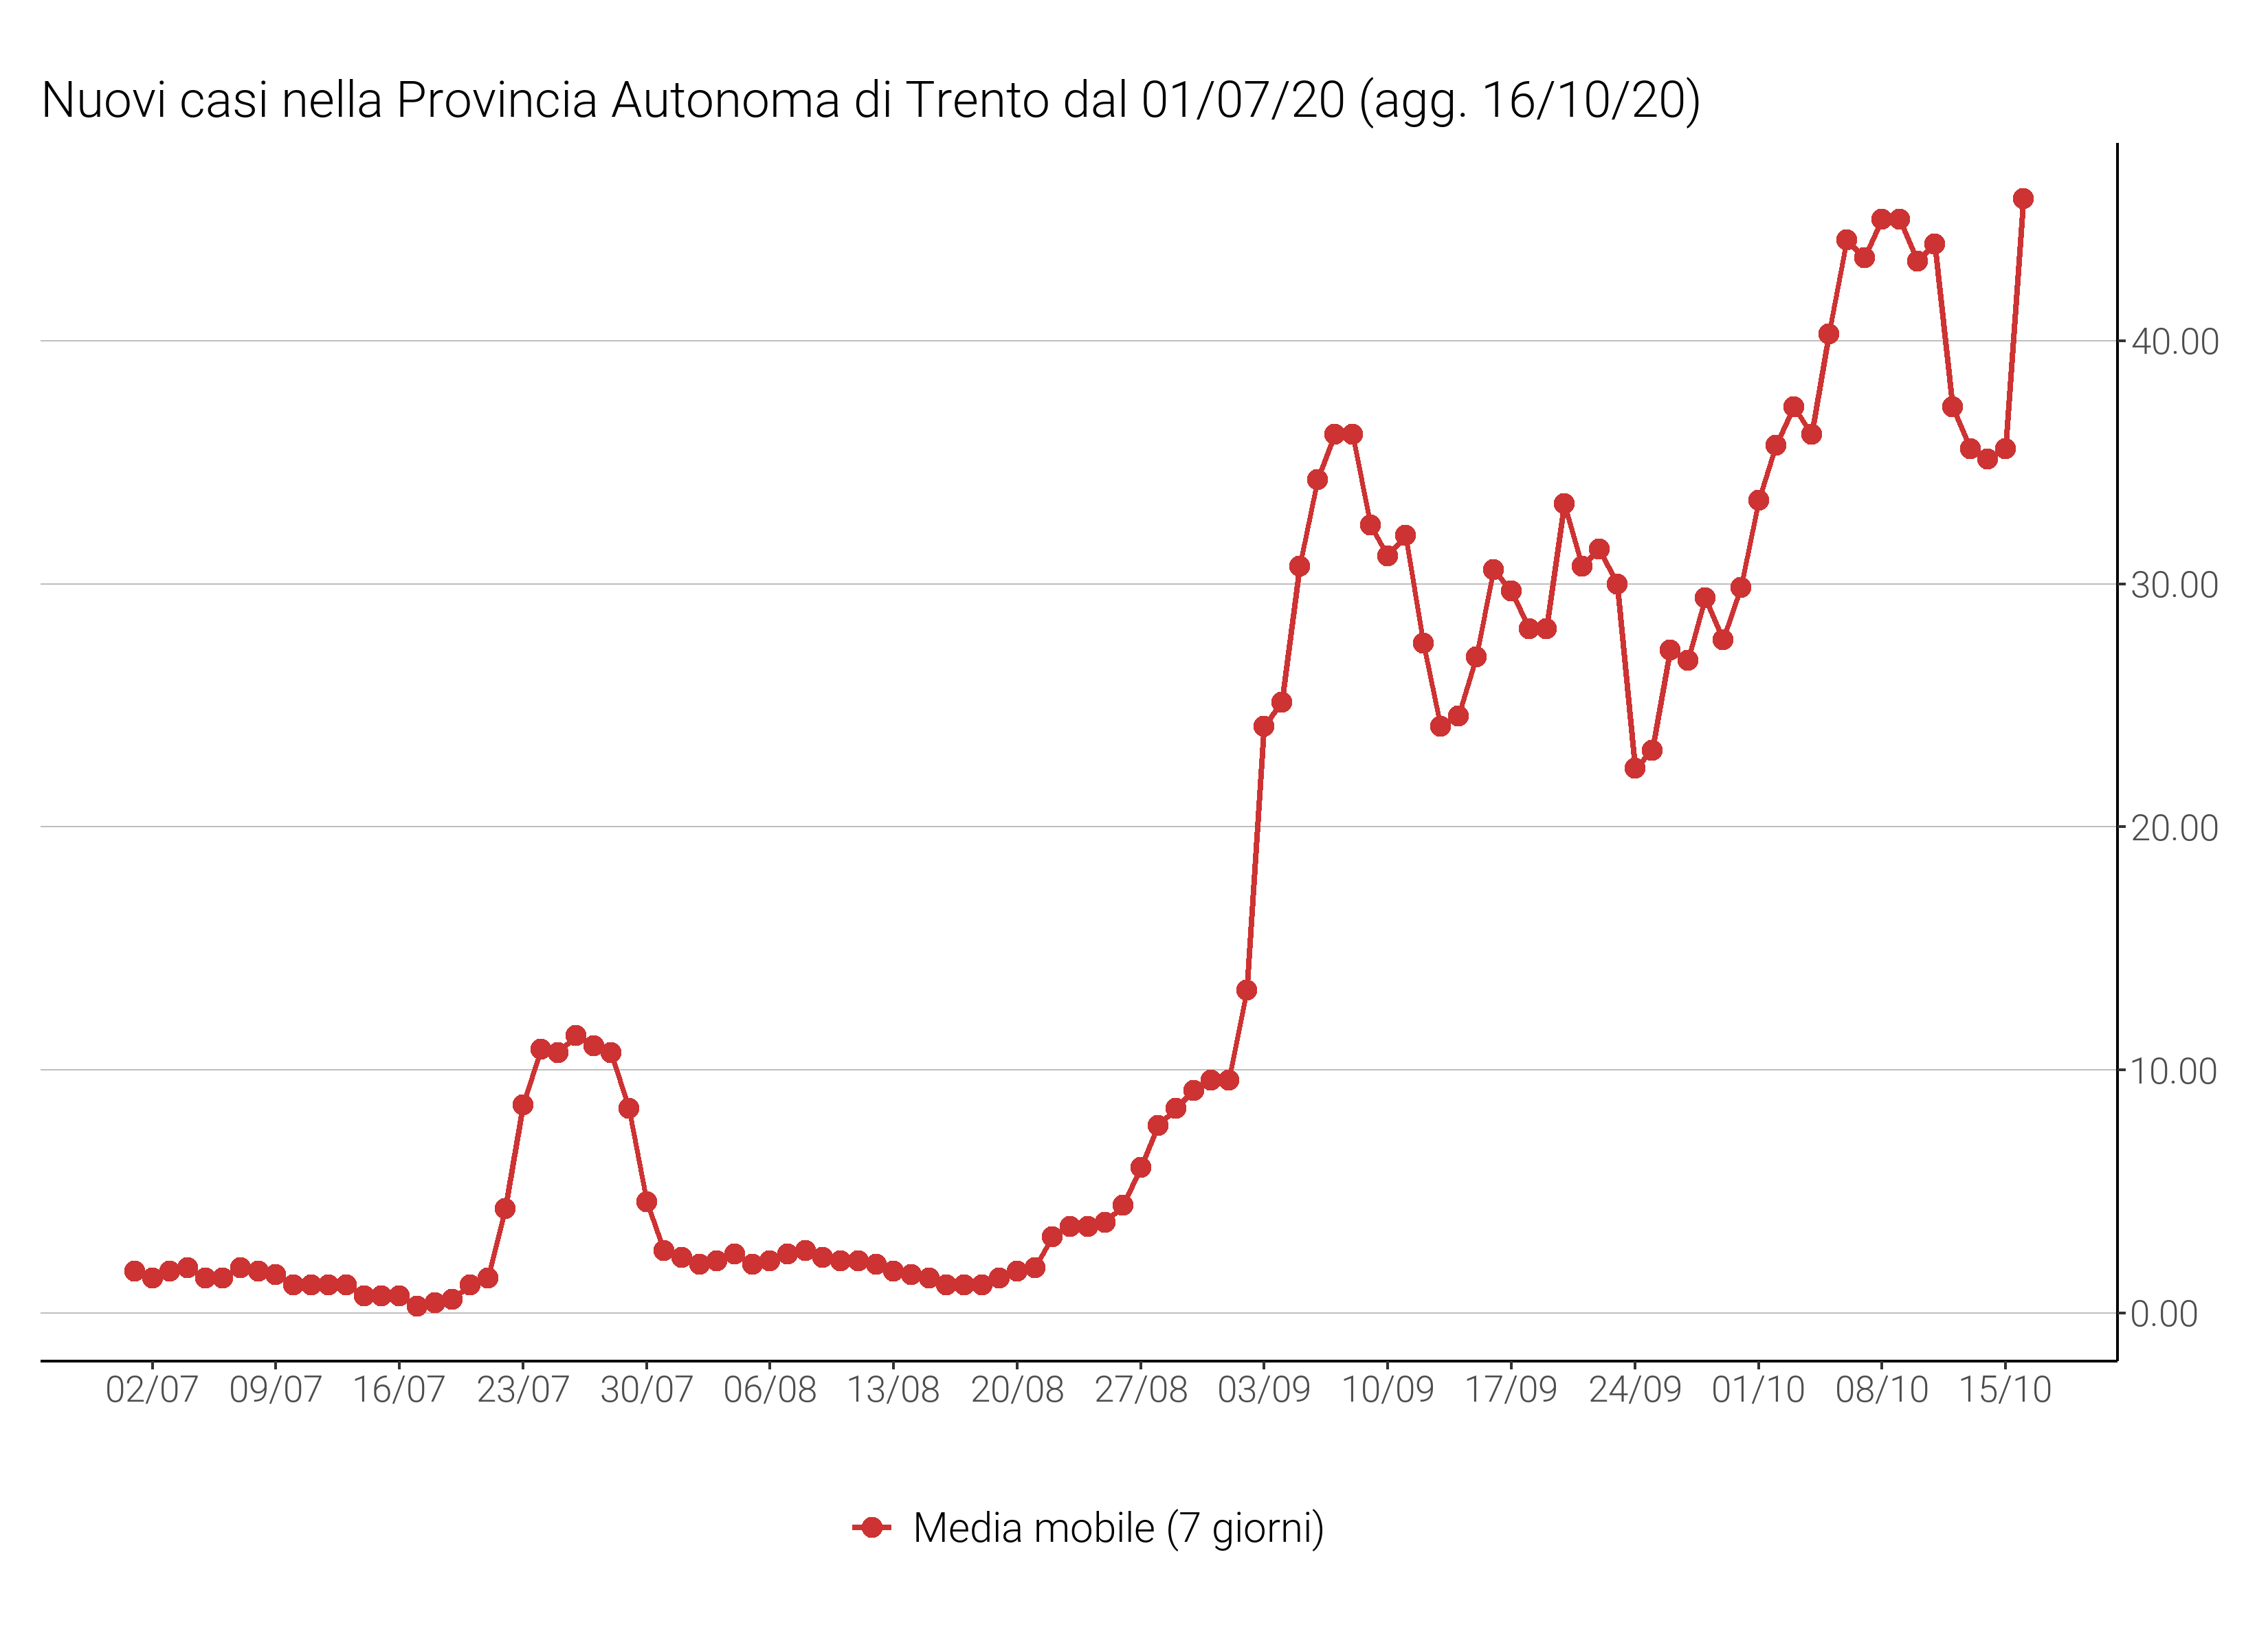 Nuovi casi nella Provincia Autonoma di Trento dal 01/07/20 (agg. 16/10/20)
40.00
30.00
20.00
10.00
0.00
02/07 09/07 16/07 23/07 30/07 06/08 13/08 20/08 27/08 03/09 10/09 17/09 24/09 01/10 08/10 15/10
Media mobile (7 giorni)